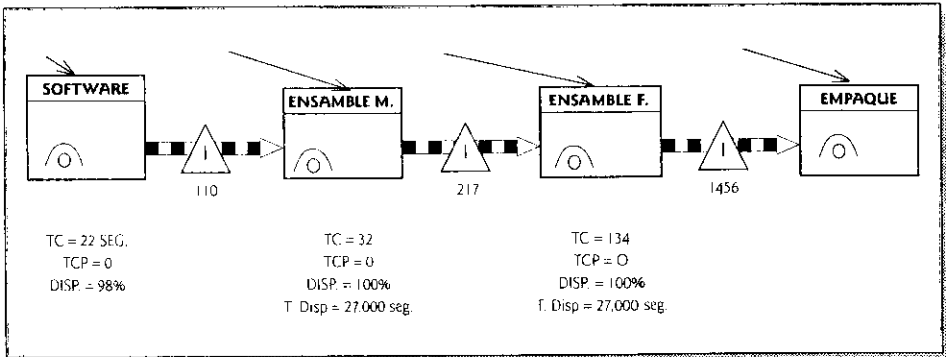 SOFTWARE
ENSAMBLE M.
ENSAMBLE F.
EMPAQUE
I
I
I
110
217
1456
TC = 22 SEG.
TCP = 0
DISP. = 98%
TC = 32
TCP = 0
DISP. = 100%
T. Disp = 27.000 seg.
TC = 134
TCP = O
DISP. = 100%
T. Disp = 27,000 seg.